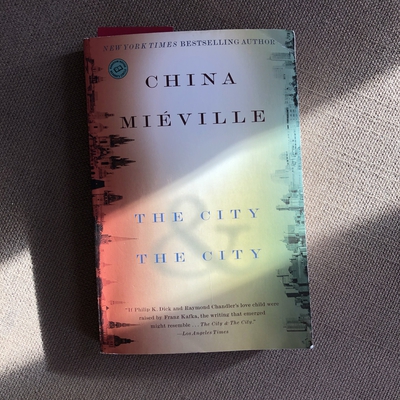 NEW YORK TIMES BESTSELLING AUTHOR
CHINA
MIÉVILLE
&
THE CITY
THE CITY
"If Philip K. Dick and Raymond Chandler's love child were
raised by Franz Kafka, the writing that emerged
might resemble . . . The City & The City."
—Los Angeles Times